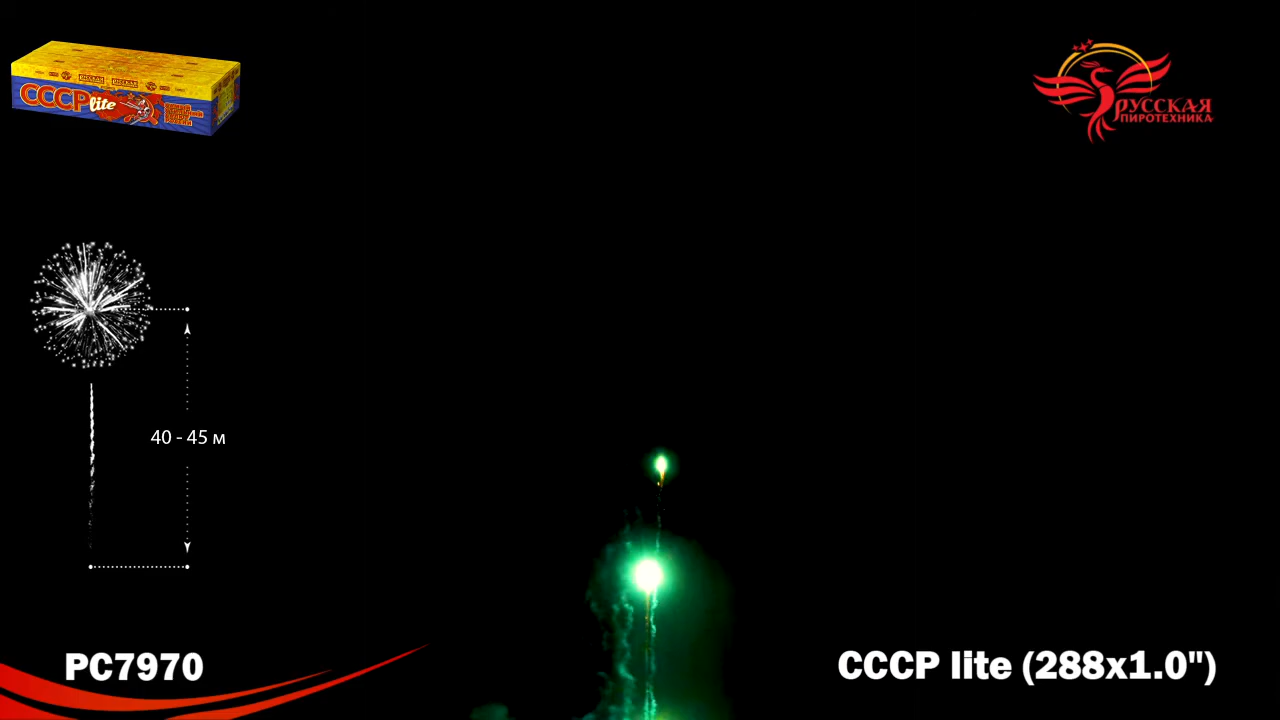 СССР lite
РУССКАЯ
ПИРОТЕХНИКА
40 - 45 м
РС7970
СССР lite (288x1.0")